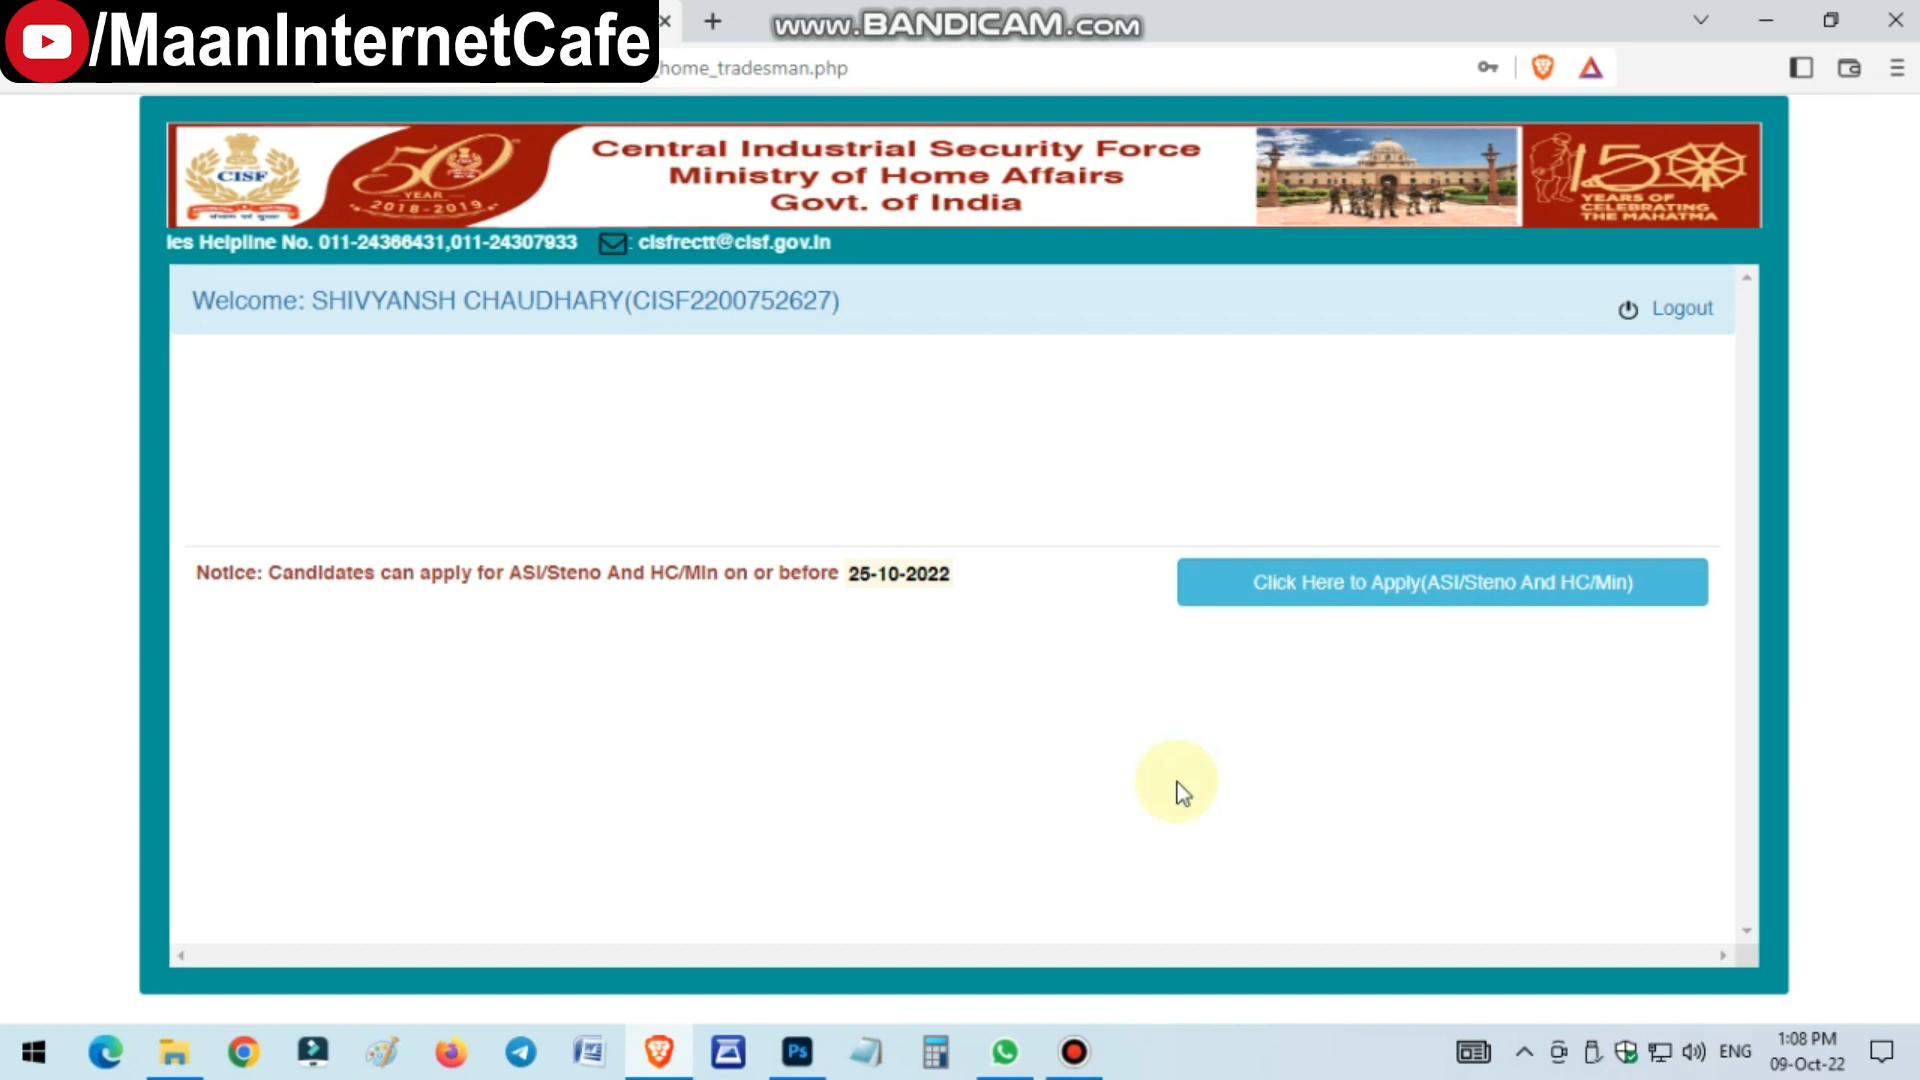 /MaanInternetCafe
www.BANDICAM.com
_home_tradesman.php
CISF
50
YEAR
2018-2019
Central Industrial Security Force
Ministry of Home Affairs
Govt. of India
150
YEARS OF
CELEBRATING
THE MAHATMA
les Helpline No. 011-24366431,011-24307933 : cisfrectt@cisf.gov.in
Welcome: SHIVYANSH CHAUDHARY(CISF2200752627)
Logout
Notice: Candidates can apply for ASI/Steno And HC/Min on or before 25-10-2022
Click Here to Apply(ASI/Steno And HC/Min)
Ps
ENG
1:08 PM
09-Oct-22